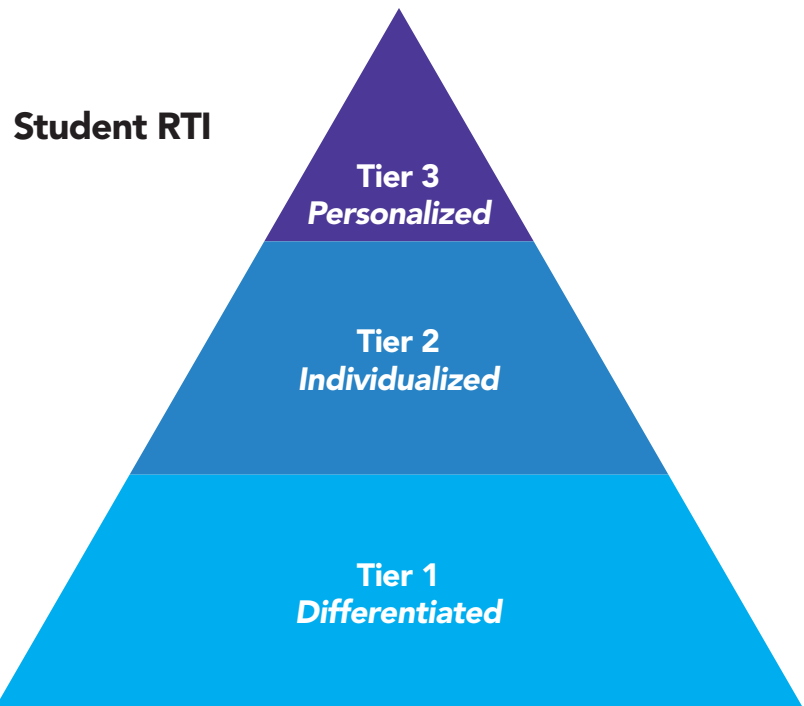 Student RTI
Tier 3
Personalized
Tier 2
Individualized
Tier 1
Differentiated